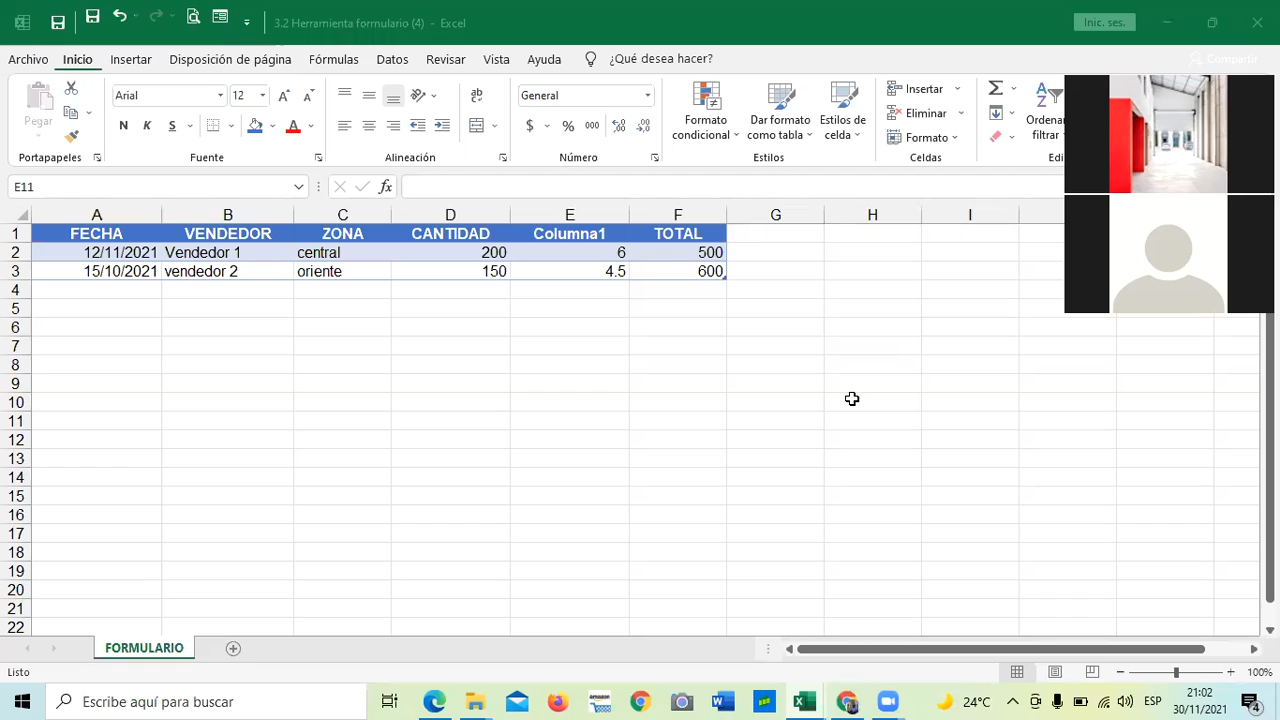 3.2 Herramienta formulario (4) - Excel
Inic. ses.
Archivo Inicio Insertar Disposición de página Fórmulas Datos Revisar Vista Ayuda ¿Qué desea hacer? Compartir
Pegar
Portapapeles
Arial 12
N K S A
Fuente
ab
Alineación
General
$ % 000
Número
Formato condicional
Dar formato como tabla
Estilos de celda
Estilos
Insertar
Eliminar
Formato
Celdas
Ordenar
filtrar
Edi
E11 fx
A B C D E F G H I
1 FECHA VENDEDOR ZONA CANTIDAD Columna1 TOTAL
2 12/11/2021 Vendedor 1 central 200 6 500
3 15/10/2021 vendedor 2 oriente 150 4.5 600
4
5
6
7
8
9
10
11
12
13
14
15
16
17
18
19
20
21
22
FORMULARIO
Listo 100%
Escribe aquí para buscar
24°C ESP
21:02
30/11/2021
4